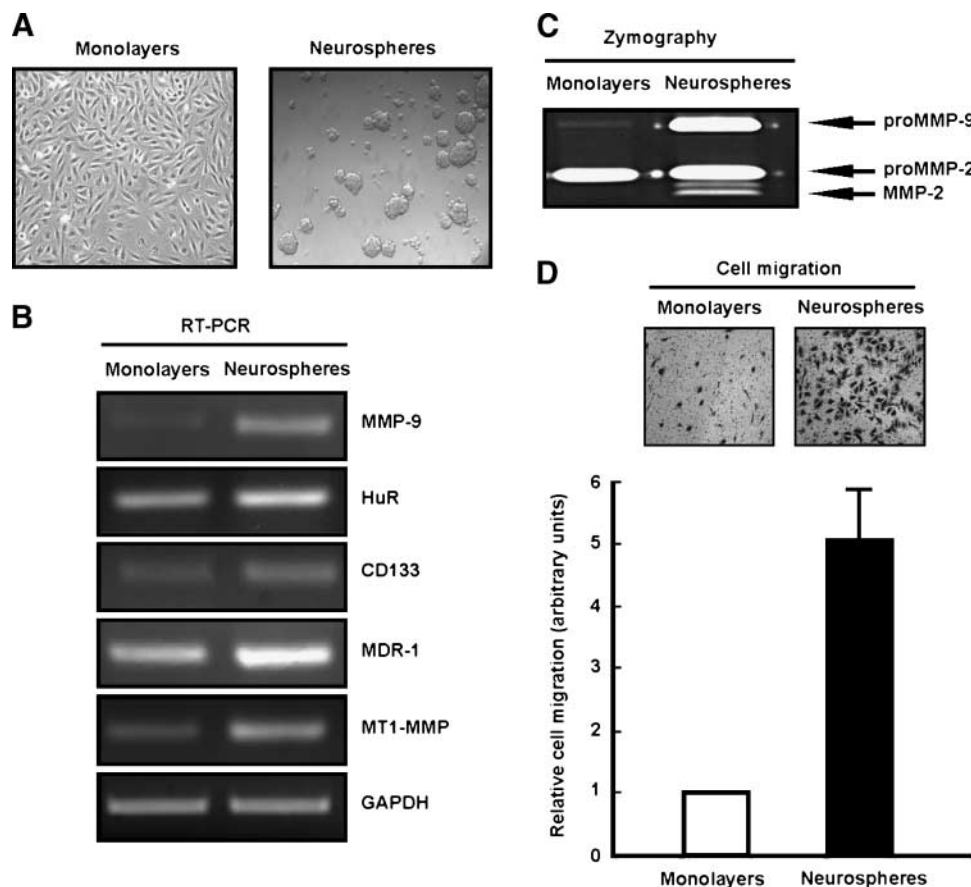 A
Monolayers Neurospheres
B
RT-PCR
Monolayers Neurospheres
MMP-9
HuR
CD133
MDR-1
MT1-MMP
GAPDH
C
Zymography
Monolayers Neurospheres
proMMP-9
proMMP-2
MMP-2
D
Cell migration
Monolayers Neurospheres
Relative cell migration (arbitrary units)
6
5
4
3
2
1
0
Monolayers Neurospheres